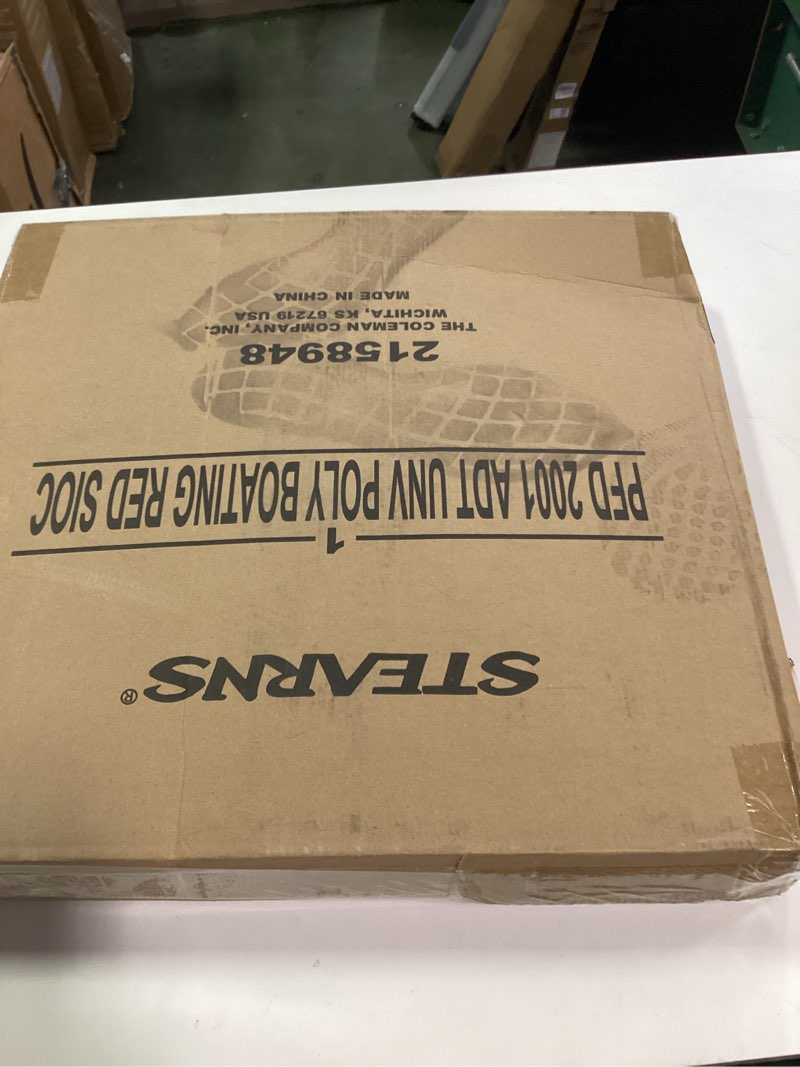 STEARNS®
1
PFD 2001 ADT UNV POLY BOATING RED SIOC
2158948
THE COLEMAN COMPANY, INC.
WICHITA, KS 67219 USA
MADE IN CHINA